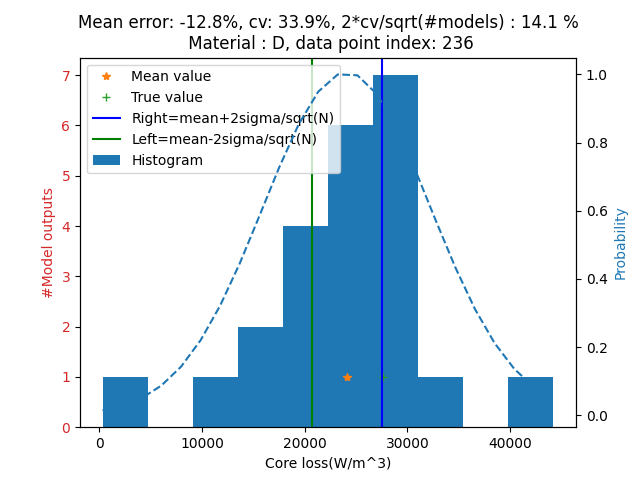 Mean error: -12.8%, cv: 33.9%, 2*cv/sqrt(#models) : 14.1 %
Material : D, data point index: 236
Mean value
True value
Right=mean+2sigma/sqrt(N)
Left=mean-2sigma/sqrt(N)
Histogram
7
6
5
4
3
2
1
0
#Model outputs
1.0
0.8
0.6
0.4
0.2
0.0
Probability
0
10000
20000
30000
40000
Core loss(W/m^3)